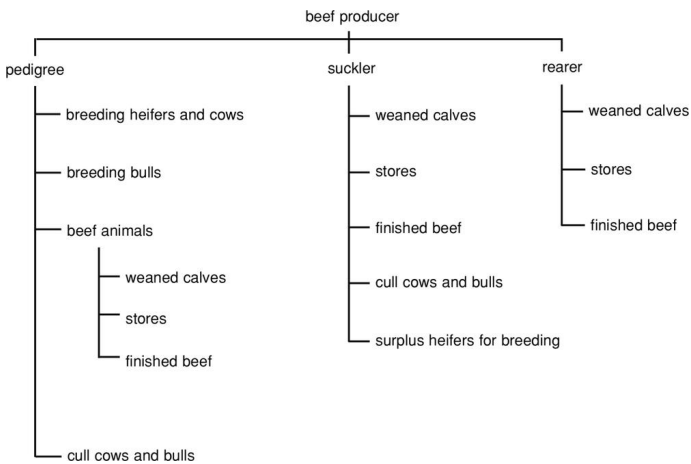 beef producer
pedigree
breeding heifers and cows
breeding bulls
beef animals
weaned calves
stores
finished beef
cull cows and bulls
suckler
weaned calves
stores
finished beef
cull cows and bulls
surplus heifers for breeding
rearer
weaned calves
stores
finished beef